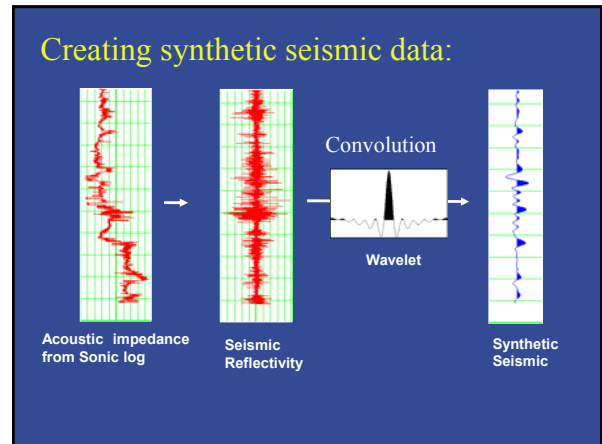 Creating synthetic seismic data:
Convolution
Wavelet
Acoustic impedance
from Sonic log
Seismic
Reflectivity
Synthetic
Seismic